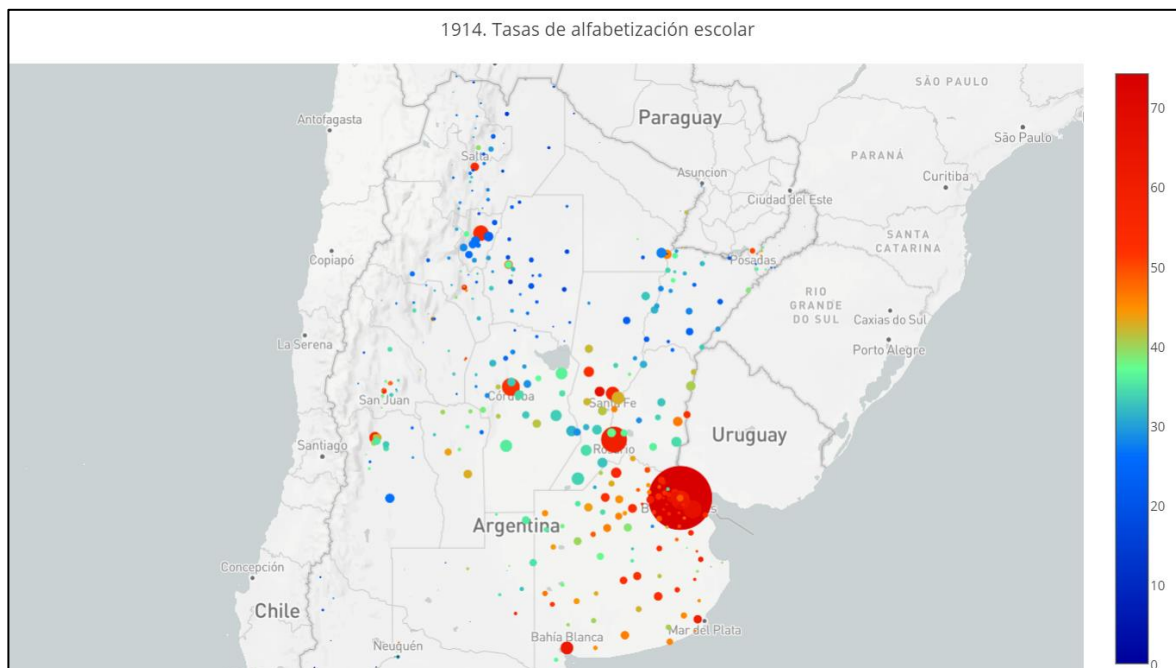 1914. Tasas de alfabetización escolar
SÃO PAULO
Antofagasta
Paraguay
São Paulo
PARANÁ
Salta
Asuncion
Curitiba
Ciudad del Este
SANTA
CATARINA
Copiapó
Posadas
RIO
GRANDE
DO SUL
Caxias do Sul
La Serena
Porto Alegre
San Juan
Córdoba
Santa Fe
Uruguay
Santiago
Rosario
Argentina
Concepción
Chile
Mar del Plata
Bahía Blanca
Neuquén
70
60
50
40
30
20
10
0